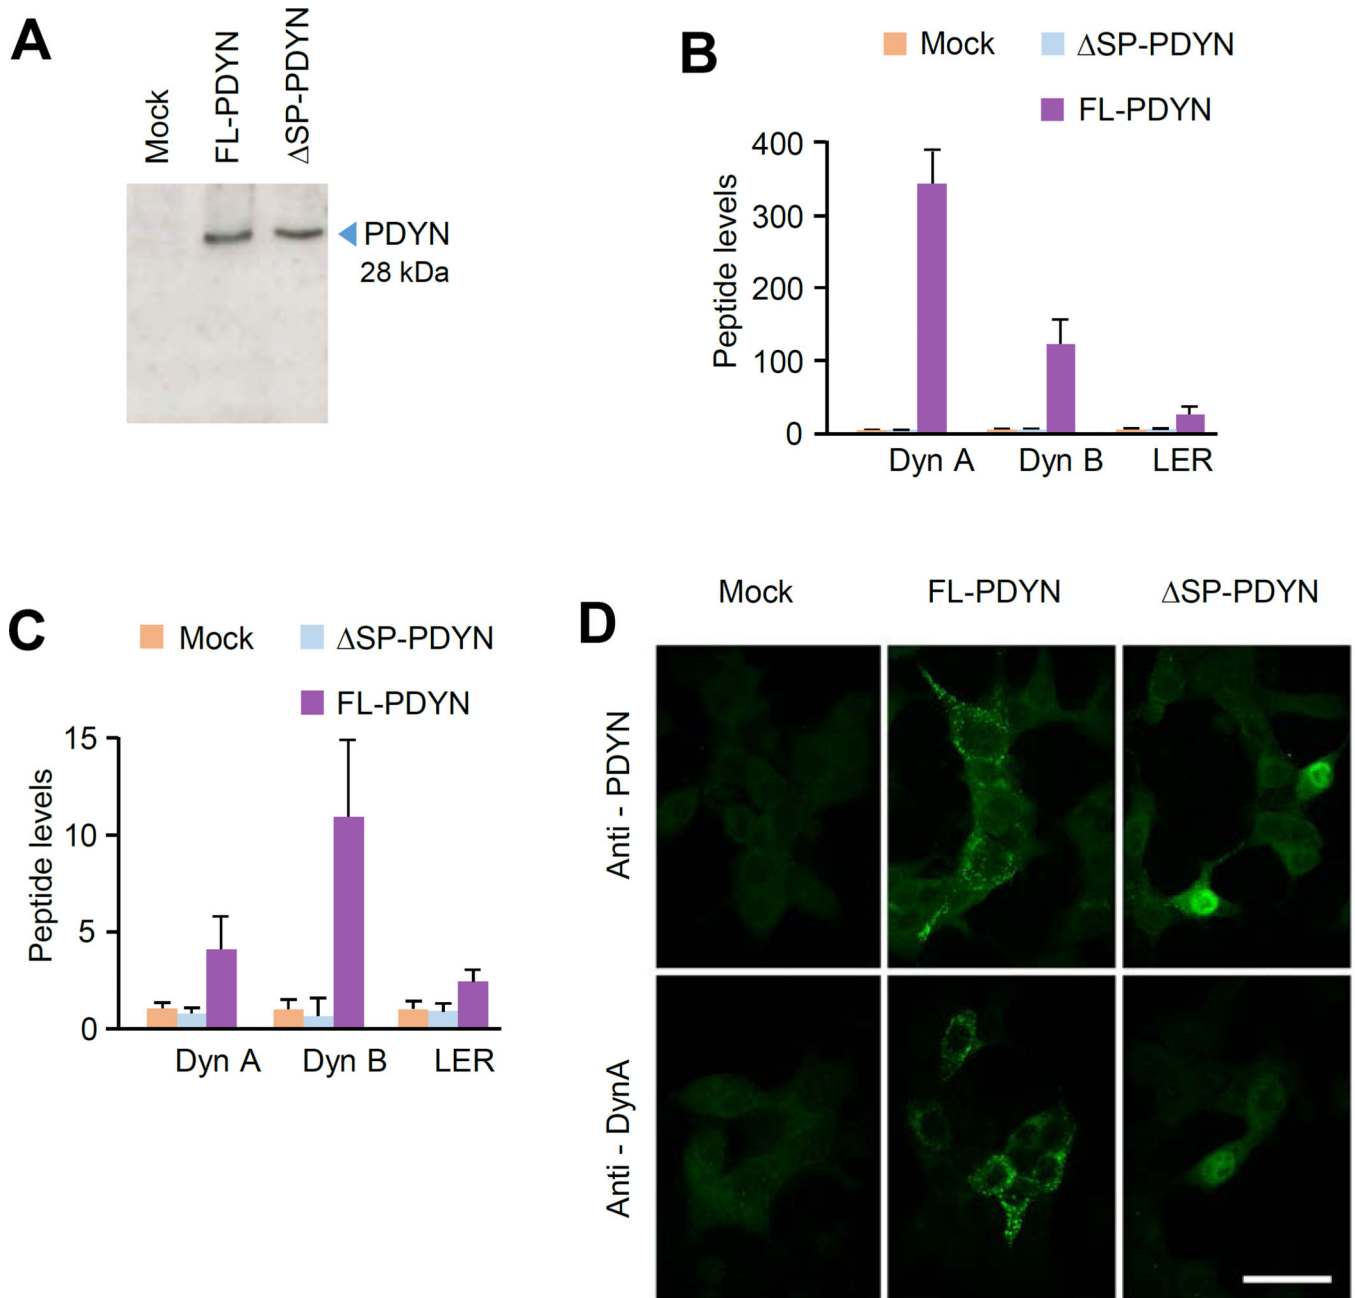 A
Mock
FL-PDYN
ΔSP-PDYN
PDYN
28 kDa
B
Mock
ΔSP-PDYN
FL-PDYN
Peptide levels
400
300
200
100
0
Dyn A
Dyn B
LER
C
Mock
ΔSP-PDYN
FL-PDYN
Peptide levels
15
10
5
0
Dyn A
Dyn B
LER
D
Mock
FL-PDYN
ΔSP-PDYN
Anti - PDYN
Anti - DynA